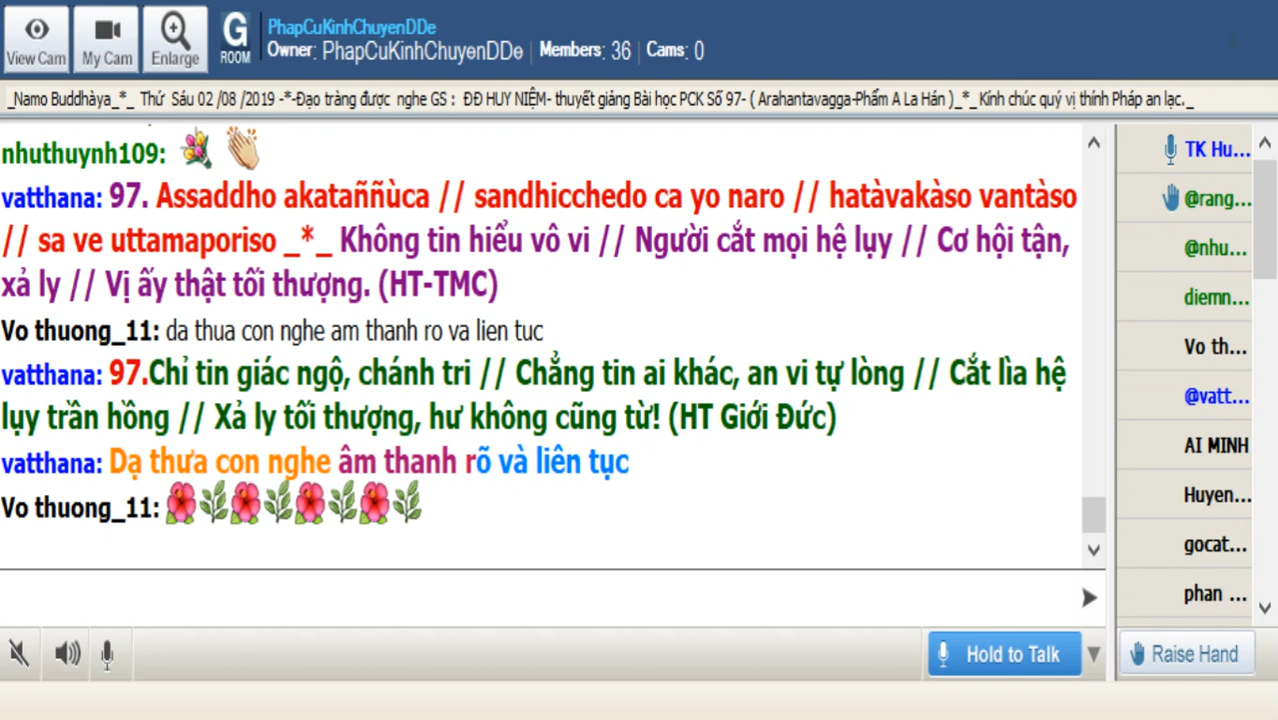 View Cam
My Cam
Enlarge
G
ROOM
PhapCuKinhChuyenDDe
Owner: PhapCuKinhChuyenDDe | Members: 36 | Cams: 0
_Namo Buddhàya_*_ Thứ Sáu 02 /08 /2019 -*-Đạo tràng được nghe GS : ĐĐ HUY NIỆM- thuyết giảng Bài học PCK Số 97- ( Arahantavagga-Phẩm A La Hán )_*_ Kính chúc quý vị thính Pháp an lạc._
nhuthuynh109:
vatthana: 97. Assaddho akataññùca // sandhicchedo ca yo naro // hatàvakàso vantàso
// sa ve uttamaporiso _*_ Không tin hiểu vô vi // Người cắt mọi hệ lụy // Cơ hội tận,
xả ly // Vị ấy thật tối thượng. (HT-TMC)
Vo thuong_11: da thua con nghe am thanh ro va lien tuc
vatthana: 97.Chỉ tin giác ngộ, chánh tri // Chẳng tin ai khác, an vi tự lòng // Cắt lìa hệ
lụy trần hồng // Xả ly tối thượng, hư không cũng từ! (HT Giới Đức)
vatthana: Dạ thưa con nghe âm thanh rõ và liên tục
Vo thuong_11:
TK Hu...
@rang...
@nhu...
diemn...
Vo th...
@vatt...
AI MINH
Huyen...
gocat...
phan ...
Hold to Talk
Raise Hand